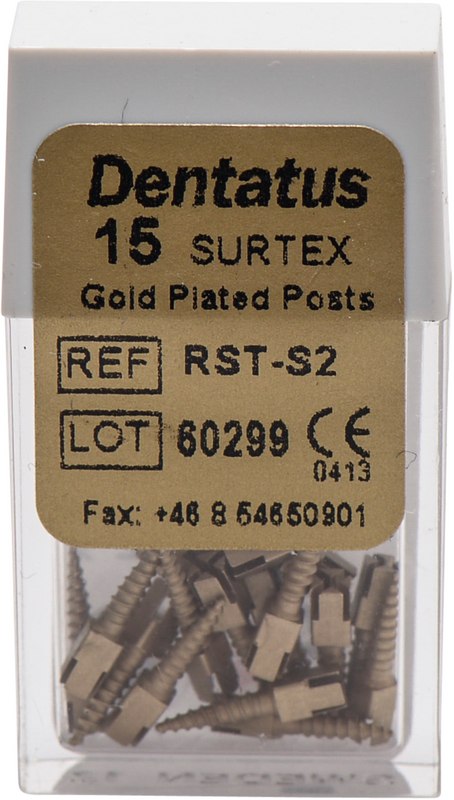 Dentatus
15 SURTEX
Gold Plated Posts
REF RST-S2
LOT 60299 CE
0413
Fax: +46 8 54650901